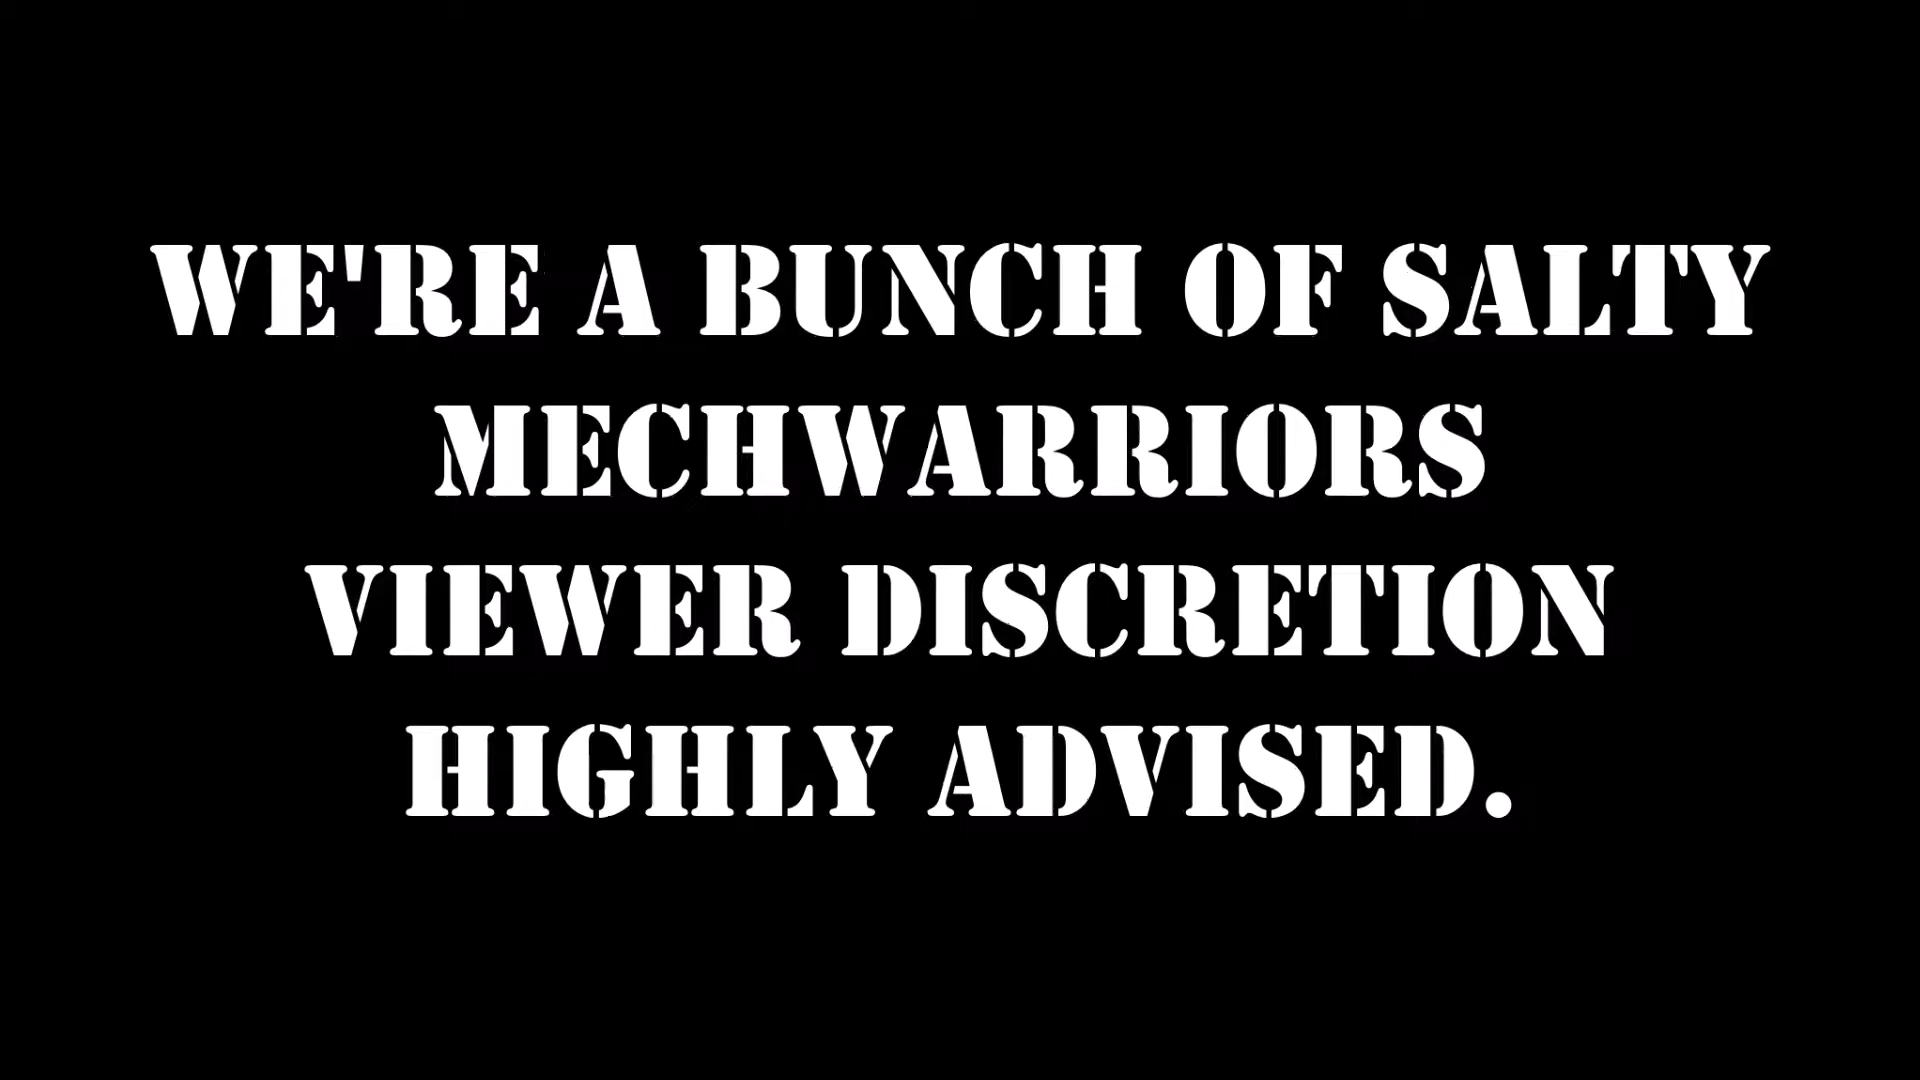 WE'RE A BUNCH OF SALTY
MECHWARRIORS
VIEWER DISCRETION
HIGHLY ADVISED.